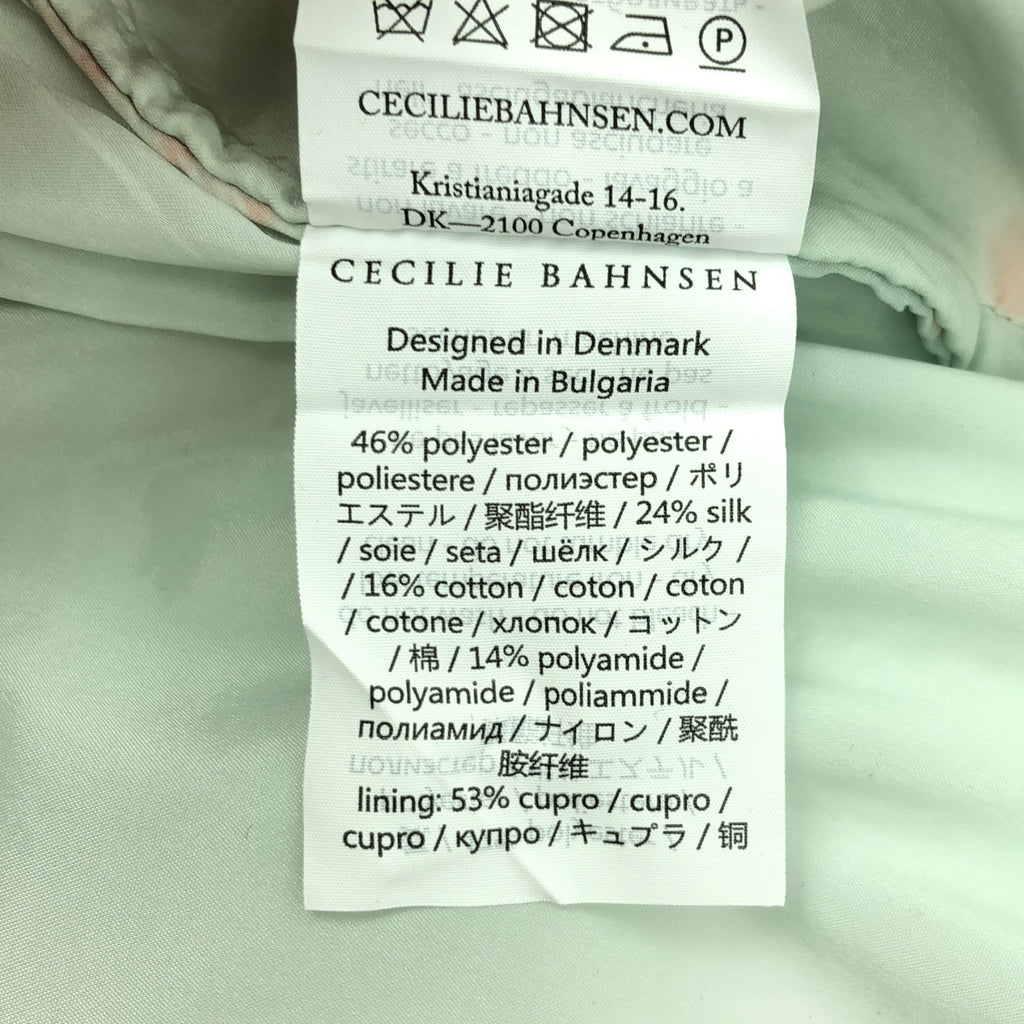 P
CECILIEBAHNSEN.COM
Kristianiagade 14-16.
DK—2100 Copenhagen
CECILIE BAHNSEN
Designed in Denmark
Made in Bulgaria
46% polyester / polyester /
poliestere / полиэстер / ポリ
エステル / 聚酯纤维 / 24% silk
/ soie / seta / шёлк / シルク /
/ 16% cotton / coton / coton
/ cotone / хлопок / コットン
/ 棉 / 14% polyamide /
polyamide / poliammide /
полиамид / ナイロン / 聚酰
胺纤维
lining: 53% cupro / cupro /
cupro / купро / キュプラ / 铜